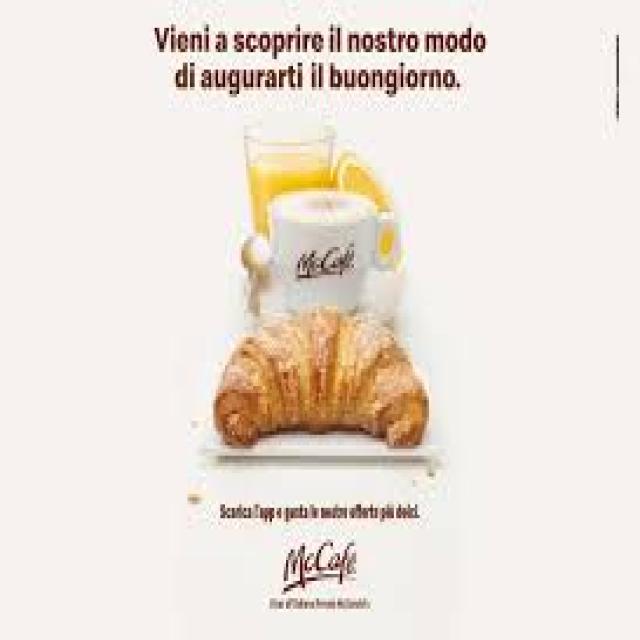 Vieni a scoprire il nostro modo
di augurarti il buongiorno.
McCafé
Scarica l'app e gusta le nostre offerte più dolci.
McCafé